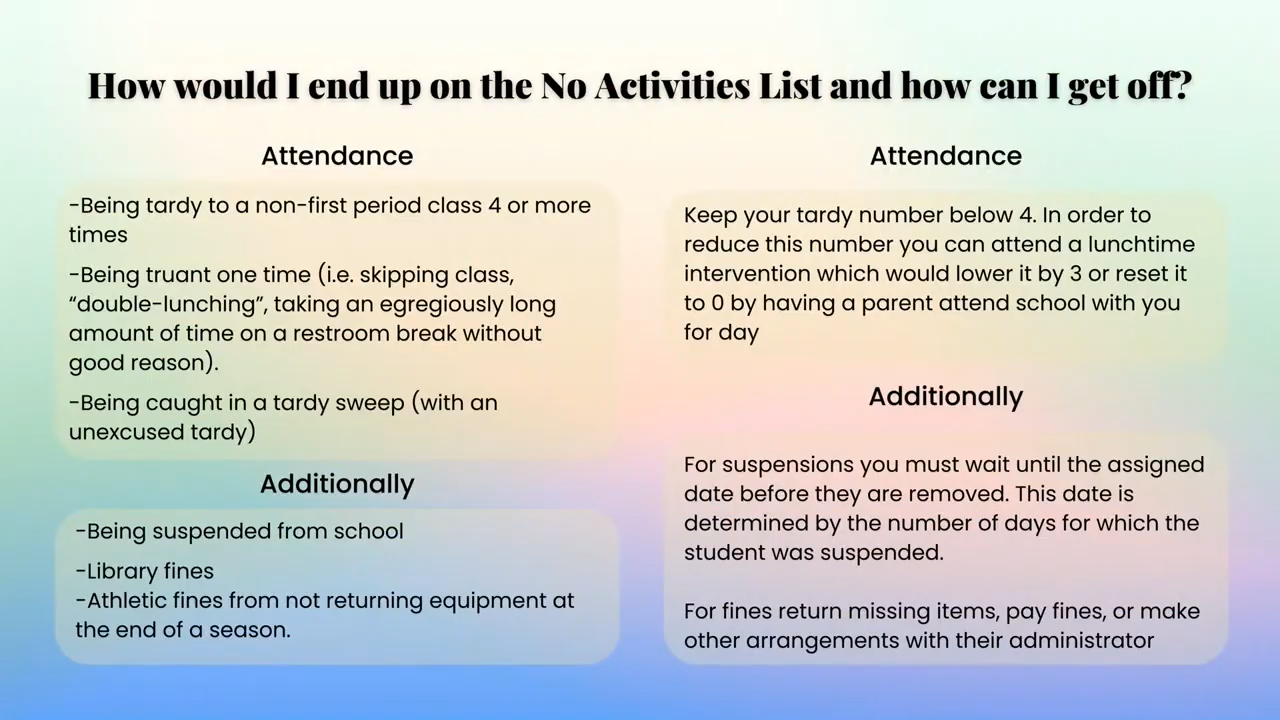 How would I end up on the No Activities List and how can I get off?
Attendance
-Being tardy to a non-first period class 4 or more
times
-Being truant one time (i.e. skipping class,
“double-lunching”, taking an egregiously long
amount of time on a restroom break without
good reason).
-Being caught in a tardy sweep (with an
unexcused tardy)
Additionally
-Being suspended from school
-Library fines
-Athletic fines from not returning equipment at
the end of a season.
Attendance
Keep your tardy number below 4. In order to
reduce this number you can attend a lunchtime
intervention which would lower it by 3 or reset it
to 0 by having a parent attend school with you
for day
Additionally
For suspensions you must wait until the assigned
date before they are removed. This date is
determined by the number of days for which the
student was suspended.
For fines return missing items, pay fines, or make
other arrangements with their administrator